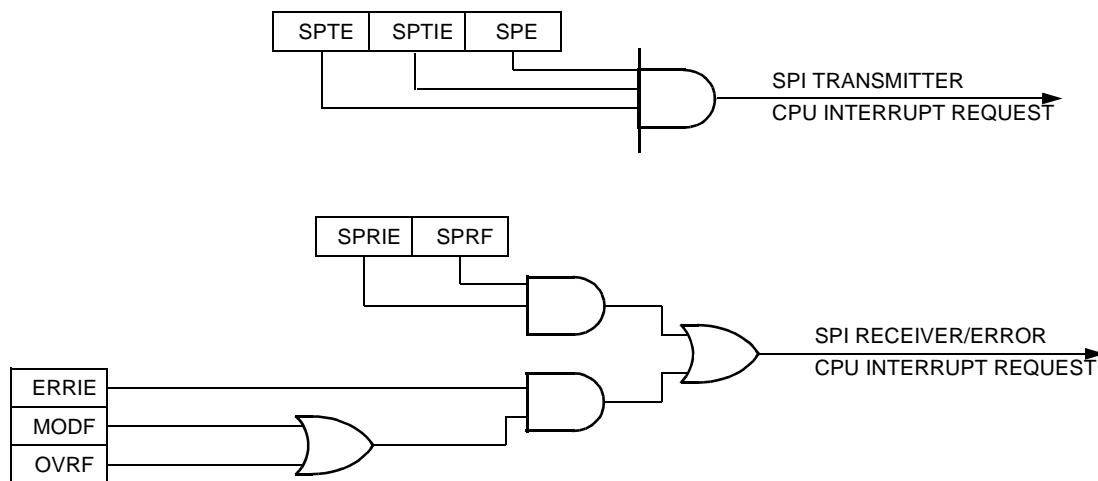 SPTE SPTIE SPE
SPI TRANSMITTER
CPU INTERRUPT REQUEST
SPRIE SPRF
SPI RECEIVER/ERROR
CPU INTERRUPT REQUEST
ERRIE
MODF
OVRF